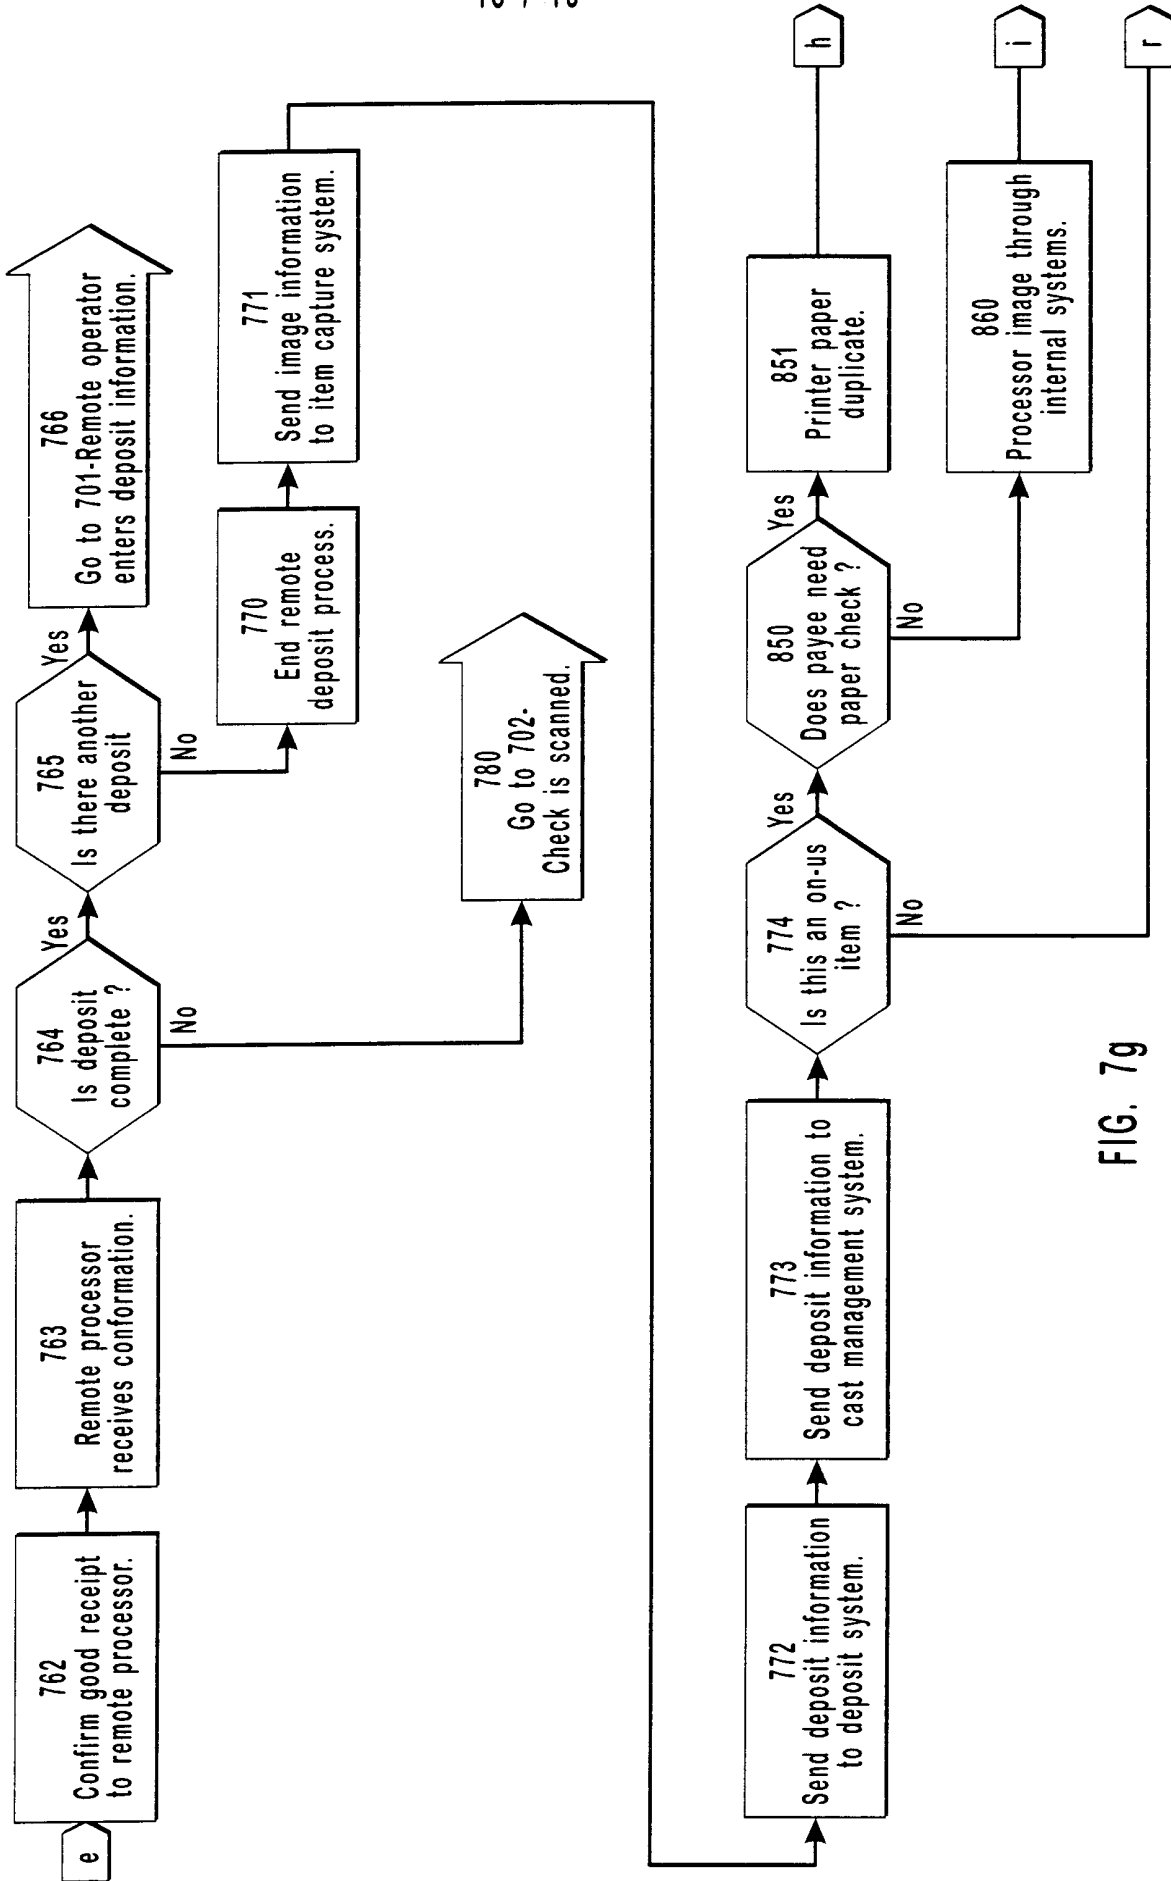 e
762
Confirm good receipt
to remote processor.
763
Remote processor
receives conformation.
764
Is deposit
complete ?
Yes
No
765
Is there another
deposit
Yes
No
766
Go to 701-Remote operator
enters deposit information.
770
End remote
deposit process.
771
Send image information
to item capture system.
780
Go to 702-
Check is scanned.
772
Send deposit information
to deposit system.
773
Send deposit information to
cast management system.
774
Is this an on-us
item ?
Yes
No
850
Does payee need
paper check ?
Yes
No
851
Printer paper
duplicate.
h
860
Processor image through
internal systems.
i
r
FIG. 7g